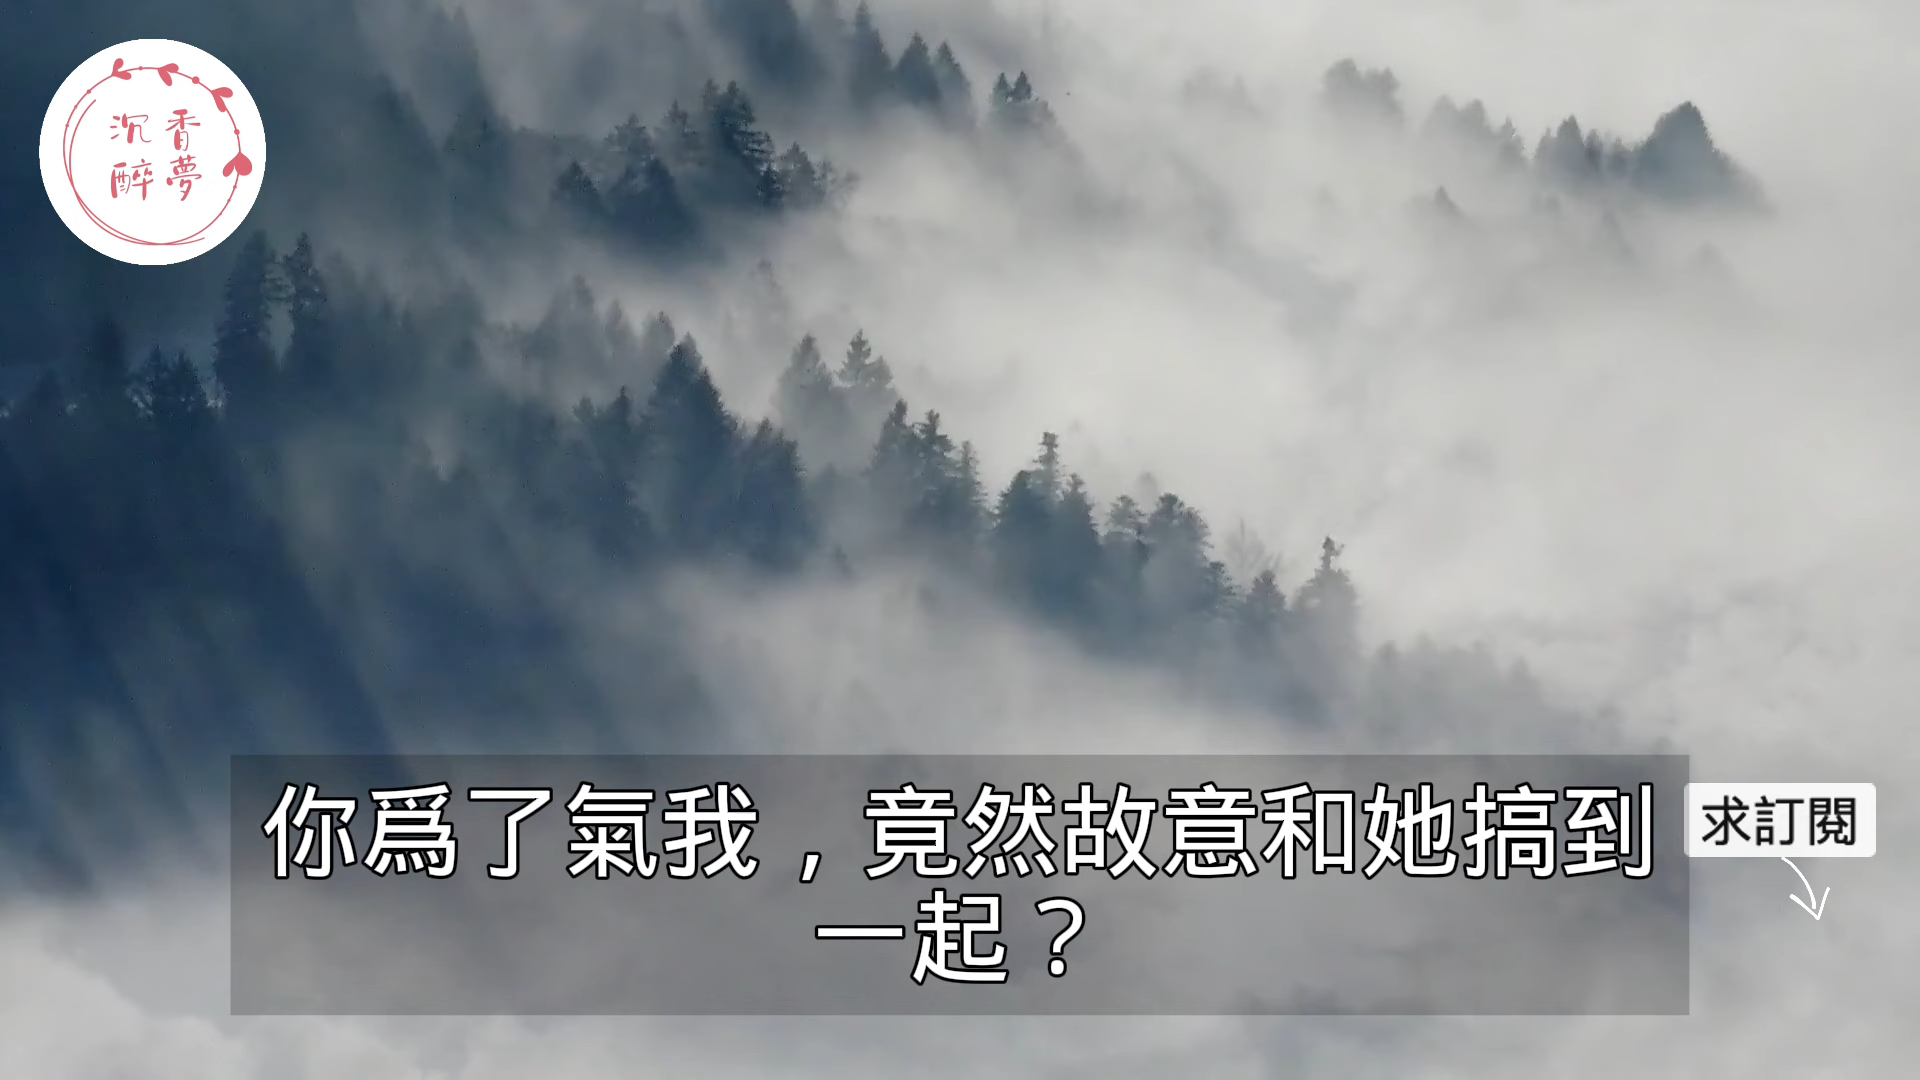 沉香
醉夢
你爲了氣我，竟然故意和她搞到
一起？
求訂閱